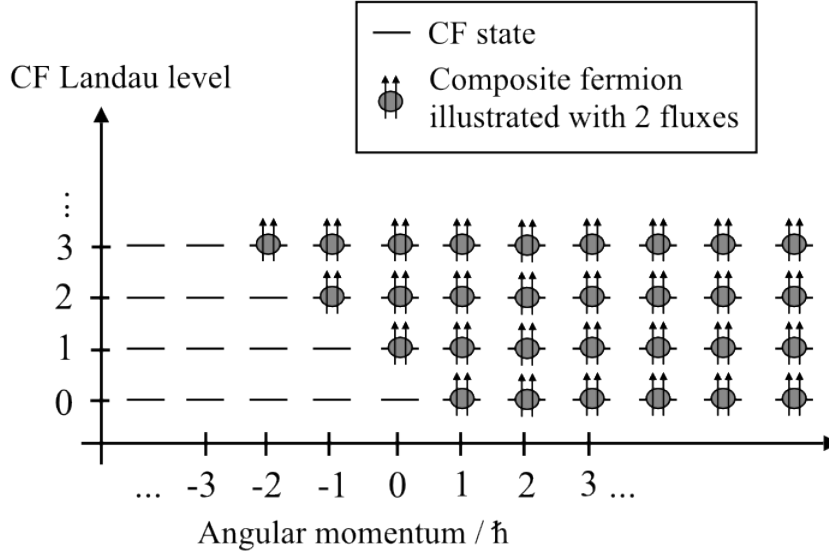 CF state
Composite fermion
illustrated with 2 fluxes
CF Landau level
...
3
2
1
0
... -3 -2 -1 0 1 2 3 ...
Angular momentum / ħ